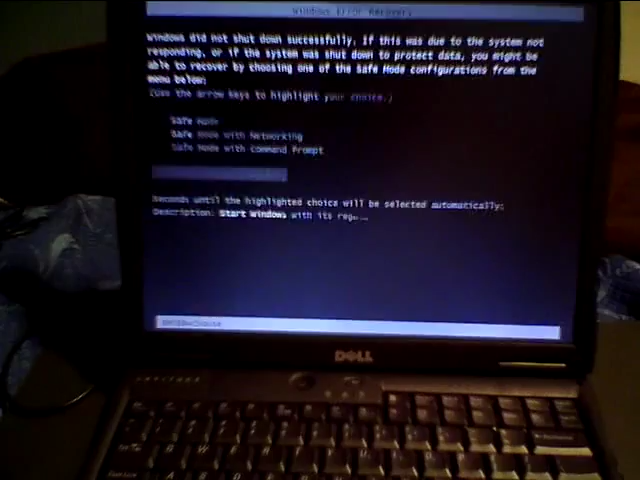 Windows Error Recovery
Windows did not shut down successfully. If this was due to the system not
responding, or if the system was shut down to protect data, you might be
able to recover by choosing one of the Safe Mode configurations from the
menu below:
(Use the arrow keys to highlight your choice.)
Safe Mode
Safe Mode with Networking
Safe Mode with Command Prompt
Seconds until the highlighted choice will be selected automatically:
Description: Start Windows with its reg
DELL